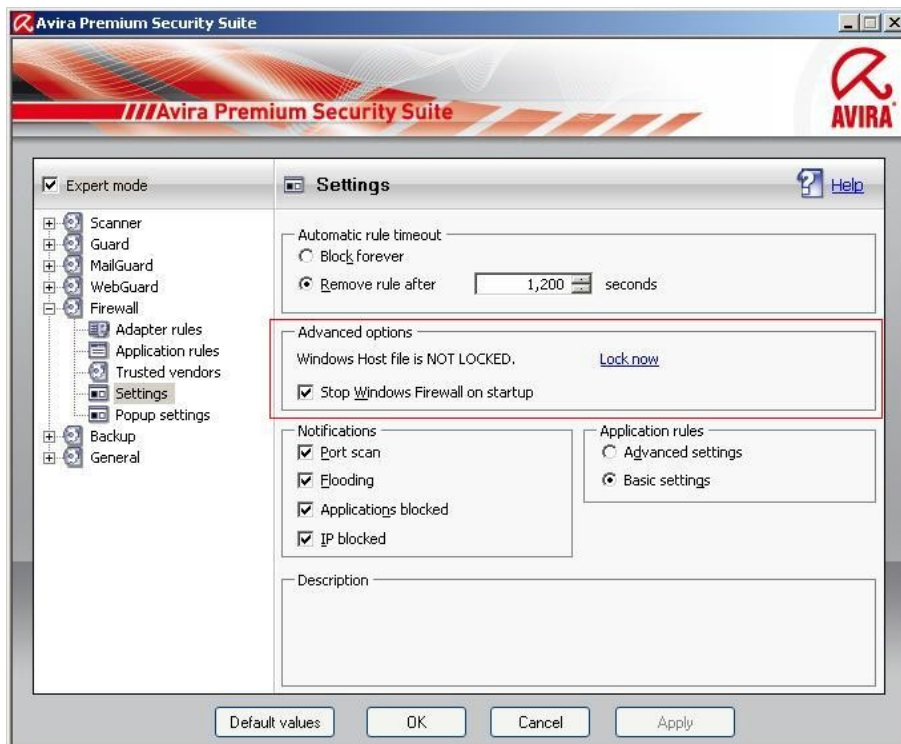 Avira Premium Security Suite
////Avira Premium Security Suite
AVIRA
Expert mode
Scanner
Guard
MailGuard
WebGuard
Firewall
Adapter rules
Application rules
Trusted vendors
Settings
Popup settings
Backup
General
Settings
Help
Automatic rule timeout
Block forever
Remove rule after 1,200 seconds
Advanced options
Windows Host file is NOT LOCKED. Lock now
Stop Windows Firewall on startup
Notifications
Port scan
Flooding
Applications blocked
IP blocked
Application rules
Advanced settings
Basic settings
Description
Default values OK Cancel Apply